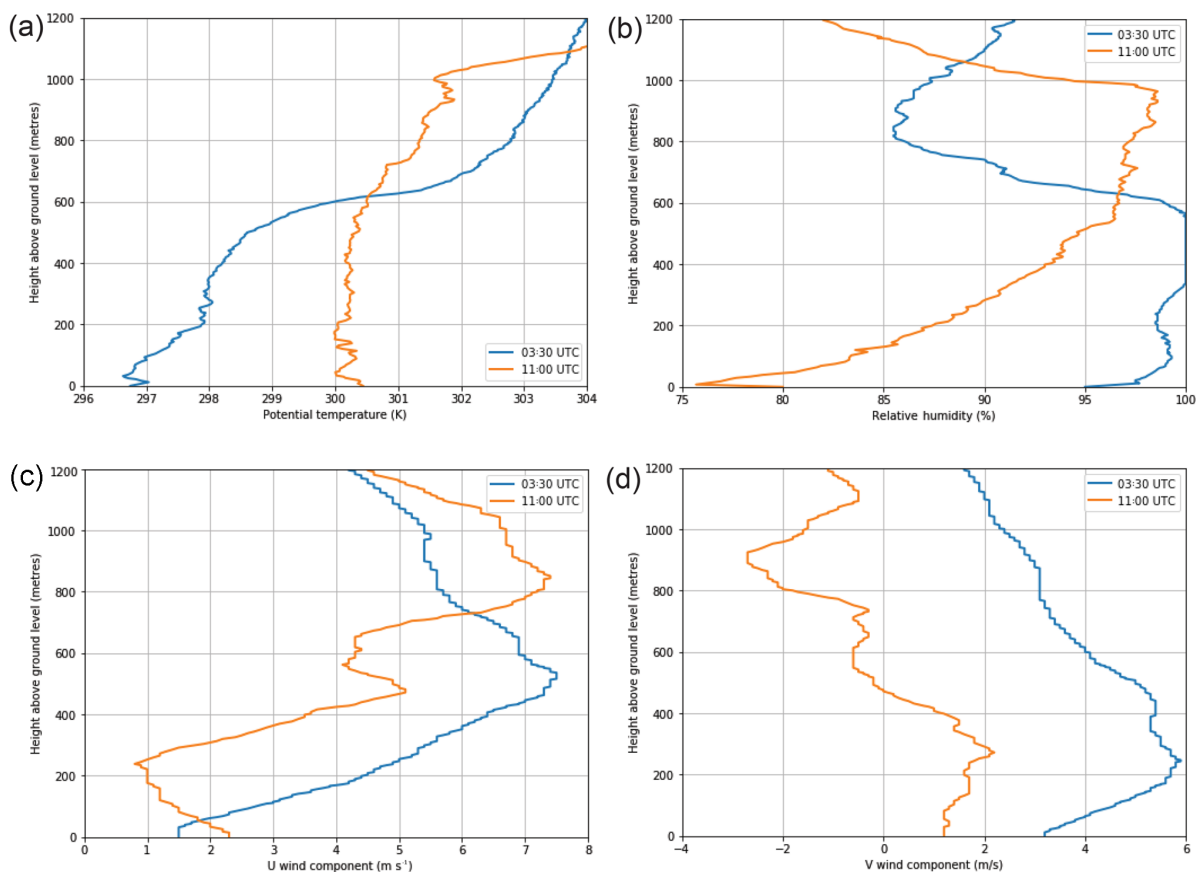 (a)
1200
1000
800
600
400
200
0
Height above ground level (metres)
03:30 UTC
11:00 UTC
296 297 298 299 300 301 302 303 304
Potential temperature (K)
(b)
1200
1000
800
600
400
200
0
Height above ground level (metres)
03:30 UTC
11:00 UTC
75 80 85 90 95 100
Relative humidity (%)
(c)
1200
1000
800
600
400
200
0
Height above ground level (metres)
03:30 UTC
11:00 UTC
0 1 2 3 4 5 6 7 8
U wind component (m s⁻¹)
(d)
1200
1000
800
600
400
200
0
Height above ground level (metres)
03:30 UTC
11:00 UTC
−4 −2 0 2 4 6
V wind component (m/s)